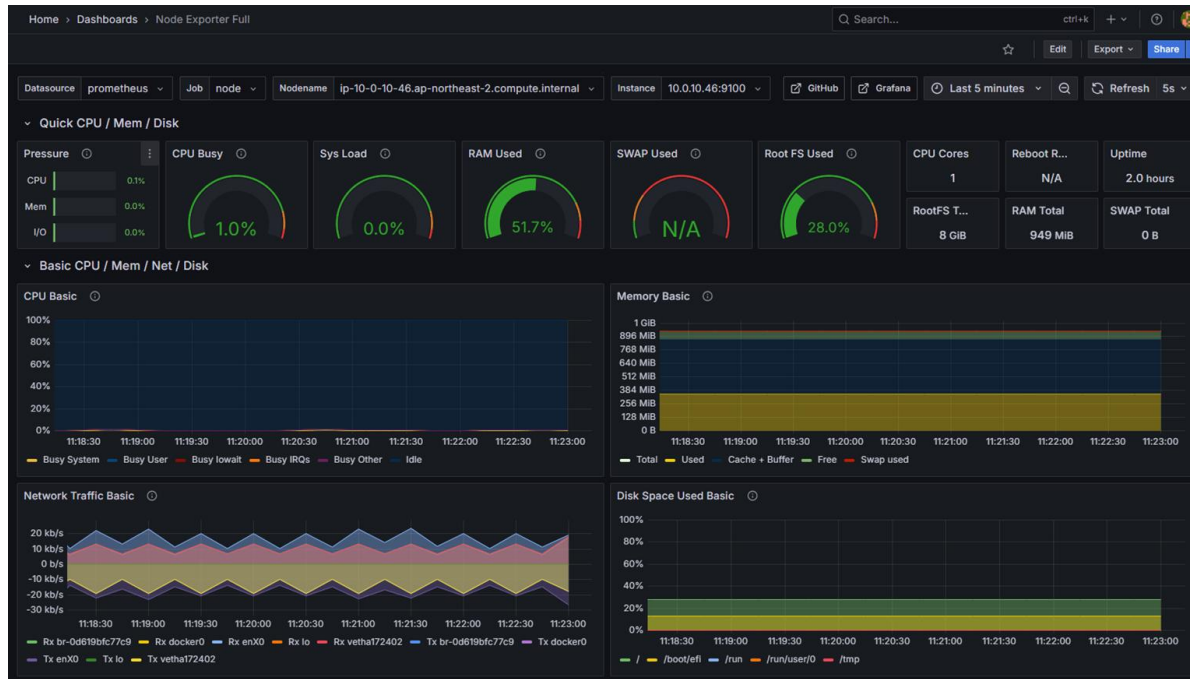 Home > Dashboards > Node Exporter Full
Search... ctrl+k
Edit Export Share
Datasource prometheus Job node Nodename ip-10-0-10-46.ap-northeast-2.compute.internal Instance 10.0.10.46:9100 GitHub Grafana Last 5 minutes Refresh 5s
Quick CPU / Mem / Disk
Pressure CPU Busy Sys Load RAM Used SWAP Used Root FS Used CPU Cores Reboot R... Uptime
CPU 0.1%
Mem 0.0%
I/O 0.0%
1.0% 0.0% 51.7% N/A 28.0%
1 N/A 2.0 hours
RootFS T... RAM Total SWAP Total
8 GiB 949 MiB 0 B
Basic CPU / Mem / Net / Disk
CPU Basic
100%
80%
60%
40%
20%
0%
11:18:30 11:19:00 11:19:30 11:20:00 11:20:30 11:21:00 11:21:30 11:22:00 11:22:30 11:23:00
Busy System Busy User Busy Iowait Busy IRQs Busy Other Idle
Memory Basic
1 GiB
896 MiB
768 MiB
640 MiB
512 MiB
384 MiB
256 MiB
128 MiB
0 B
11:18:30 11:19:00 11:19:30 11:20:00 11:20:30 11:21:00 11:21:30 11:22:00 11:22:30 11:23:00
Total Used Cache + Buffer Free Swap used
Network Traffic Basic
20 kb/s
10 kb/s
0 b/s
-10 kb/s
-20 kb/s
-30 kb/s
11:18:30 11:19:00 11:19:30 11:20:00 11:20:30 11:21:00 11:21:30 11:22:00 11:22:30 11:23:00
Rx br-0d619bfc77c9 Rx docker0 Rx enX0 Rx lo Rx vetha172402 Tx br-0d619bfc77c9 Tx docker0
Tx enX0 Tx lo Tx vetha172402
Disk Space Used Basic
100%
80%
60%
40%
20%
0%
11:18:30 11:19:00 11:19:30 11:20:00 11:20:30 11:21:00 11:21:30 11:22:00 11:22:30 11:23:00
/ /boot/efi /run /run/user/0 /tmp